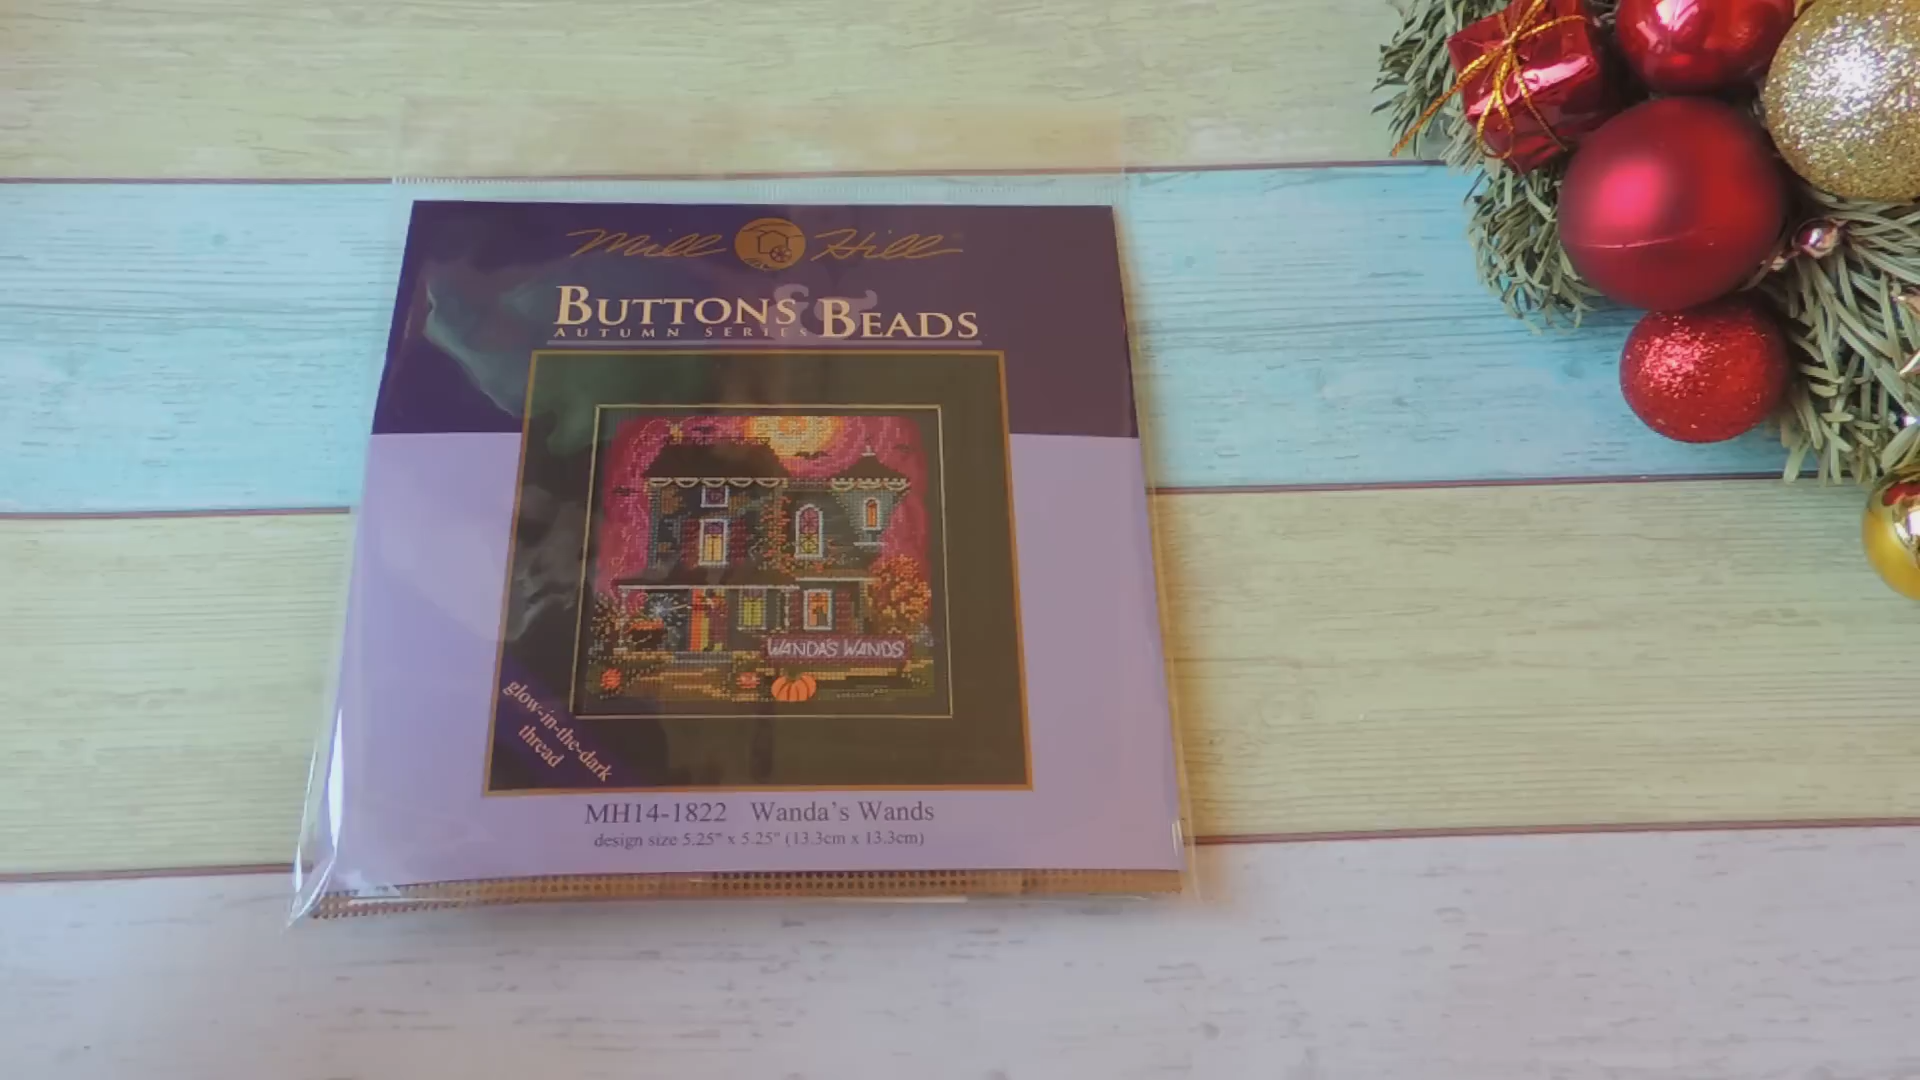 Mill Hill
BUTTONS & BEADS
AUTUMN SERIES
WANDA'S WANDS
glow-in-the-dark
thread
MH14-1822 Wanda's Wands
design size 5.25" x 5.25" (13.3cm x 13.3cm)